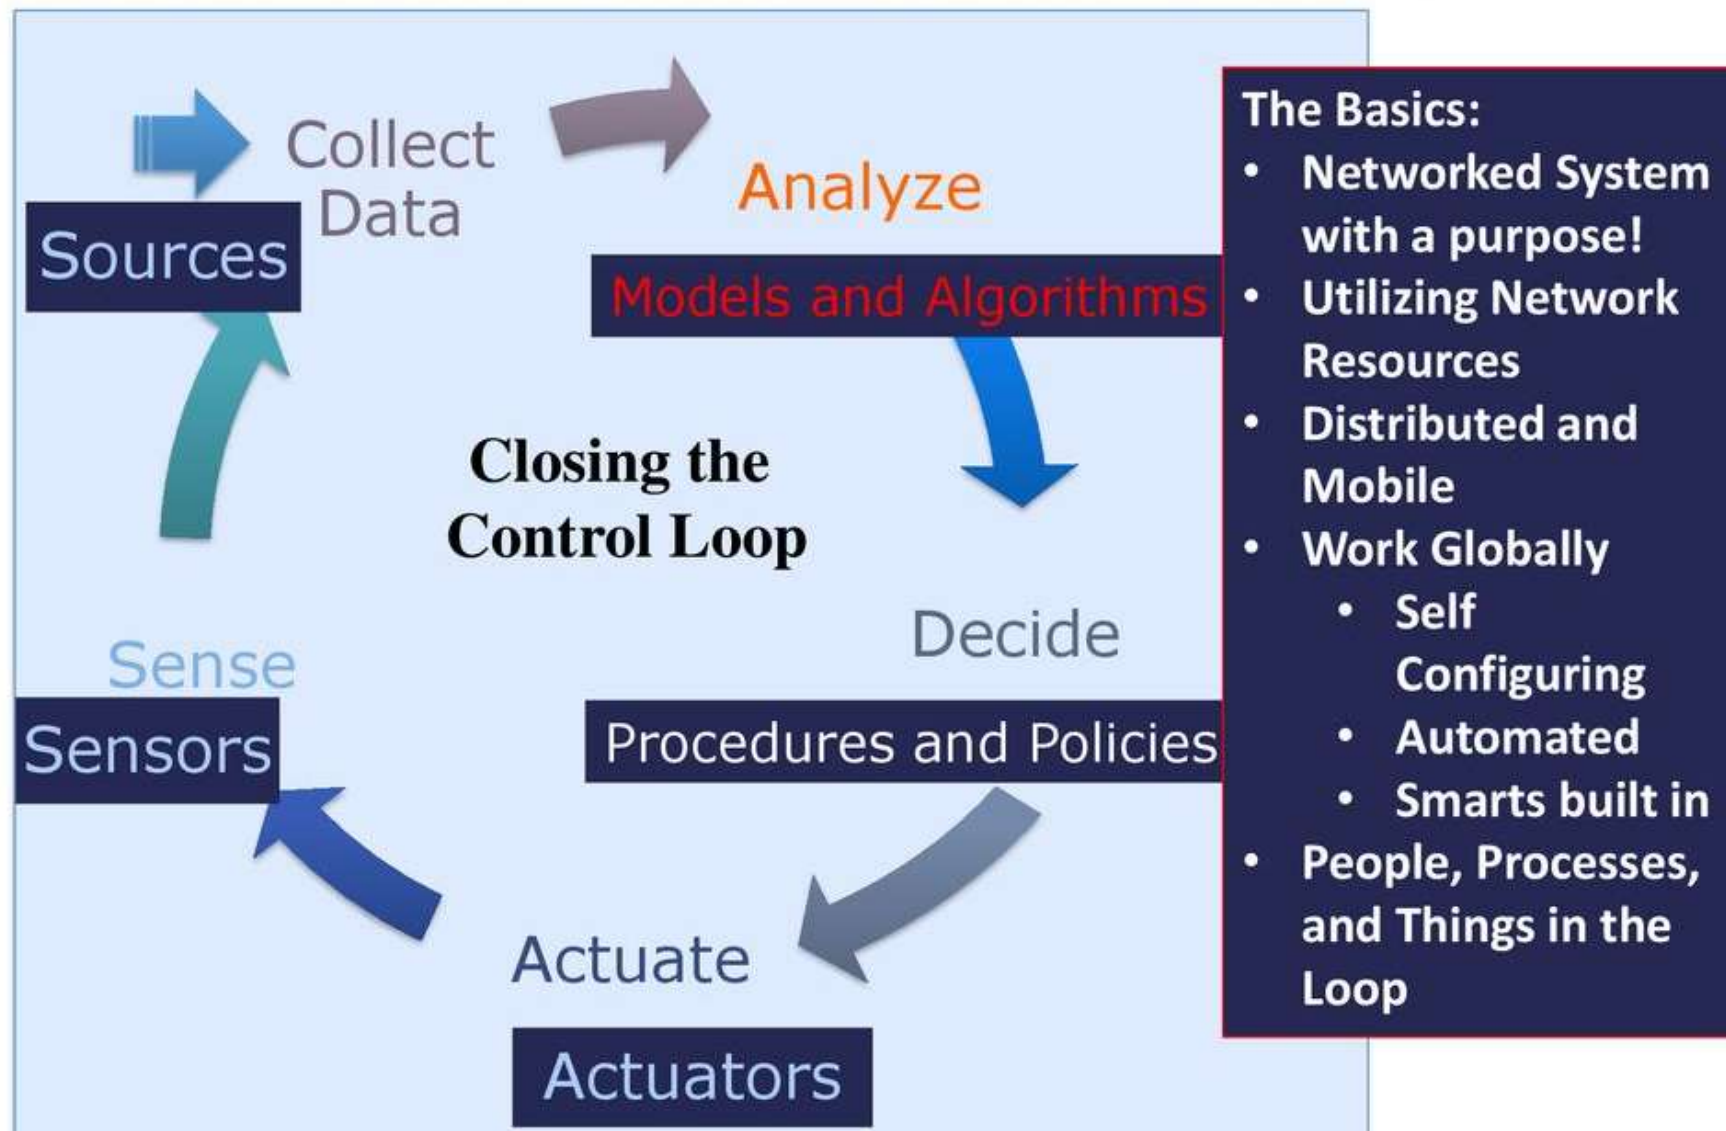 Collect
Data
Sources
Analyze
Models and Algorithms
Closing the
Control Loop
Decide
Procedures and Policies
Sense
Sensors
Actuate
Actuators
The Basics:
• Networked System
with a purpose!
• Utilizing Network
Resources
• Distributed and
Mobile
• Work Globally
• Self
Configuring
• Automated
• Smarts built in
• People, Processes,
and Things in the
Loop